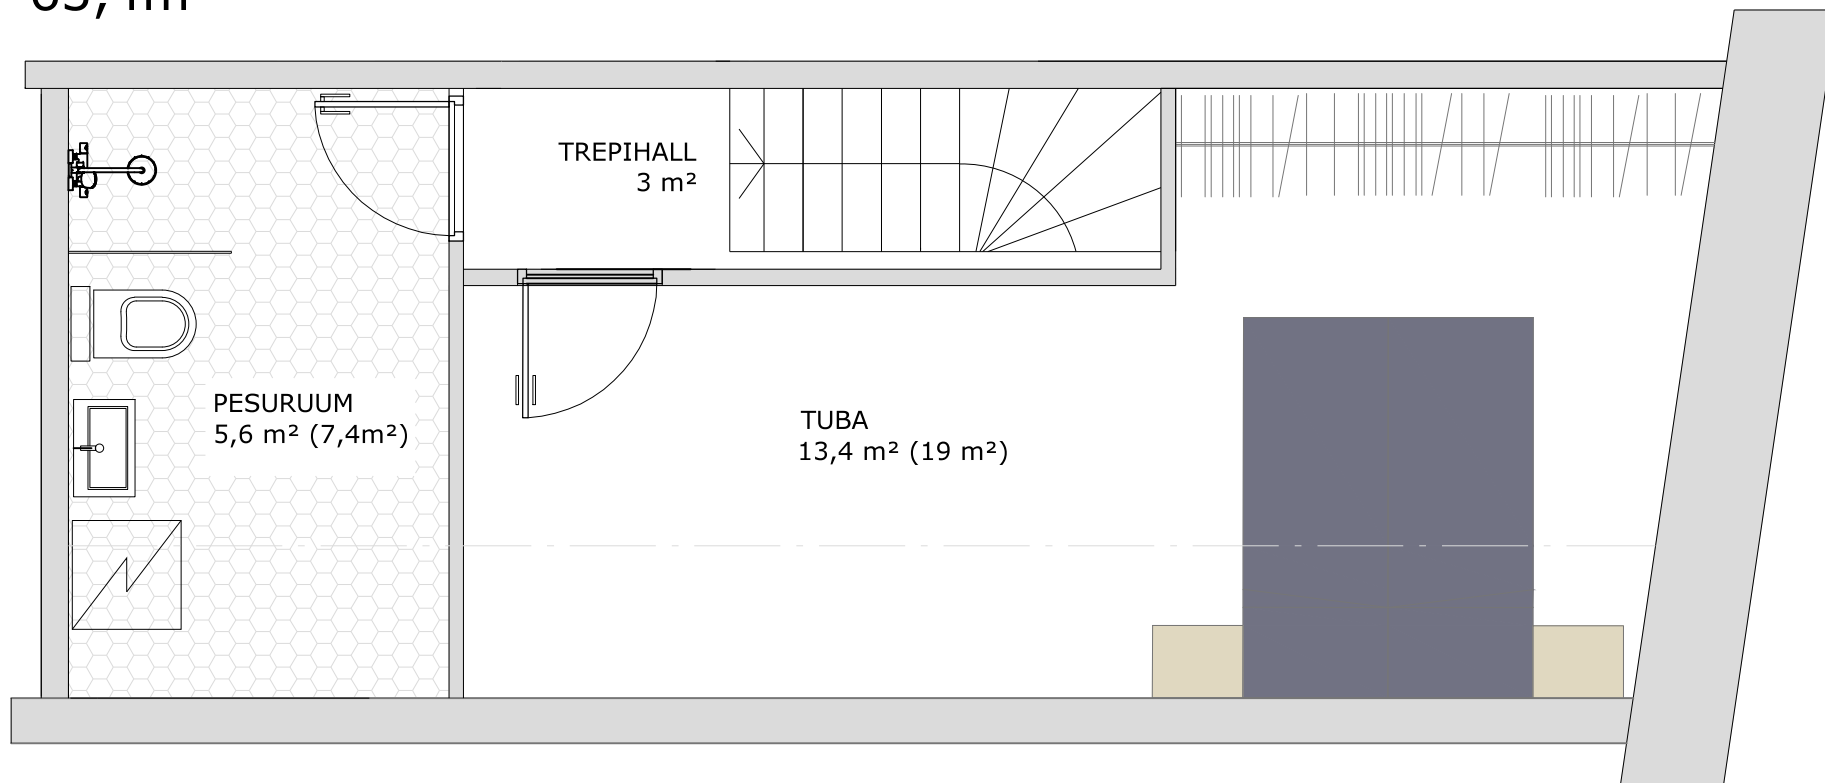 TREPIHALL
3 m²
PESURUUM
5,6 m² (7,4m²)
TUBA
13,4 m² (19 m²)